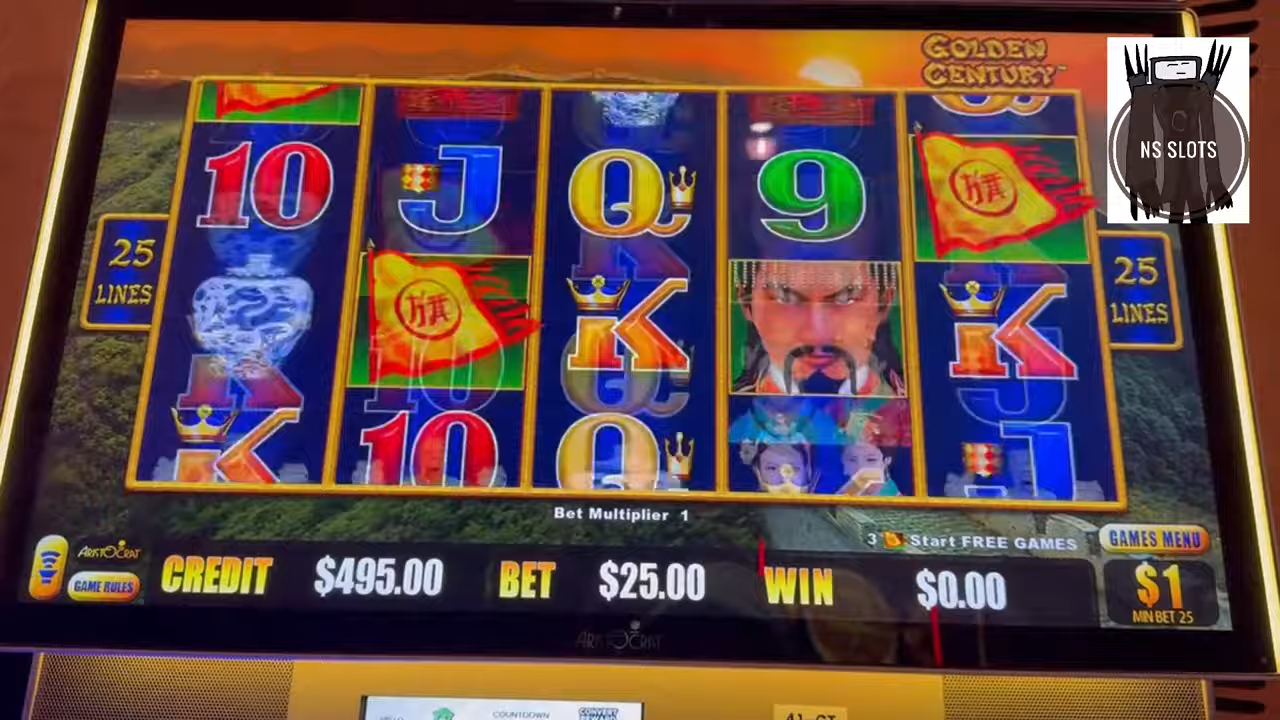 GOLDEN
CENTURY™
NS SLOTS
10
J
Q
9
旗
K
旗
K
K
K
10
Q
J
25
LINES
25
LINES
Bet Multiplier 1
3 Start FREE GAMES
GAMES MENU
ARISTOCRAT
GAME RULES
CREDIT $495.00 BET $25.00 WIN $0.00
$1
MIN BET 25
ARISTOCRAT
COUNTDOWN
CONVERT